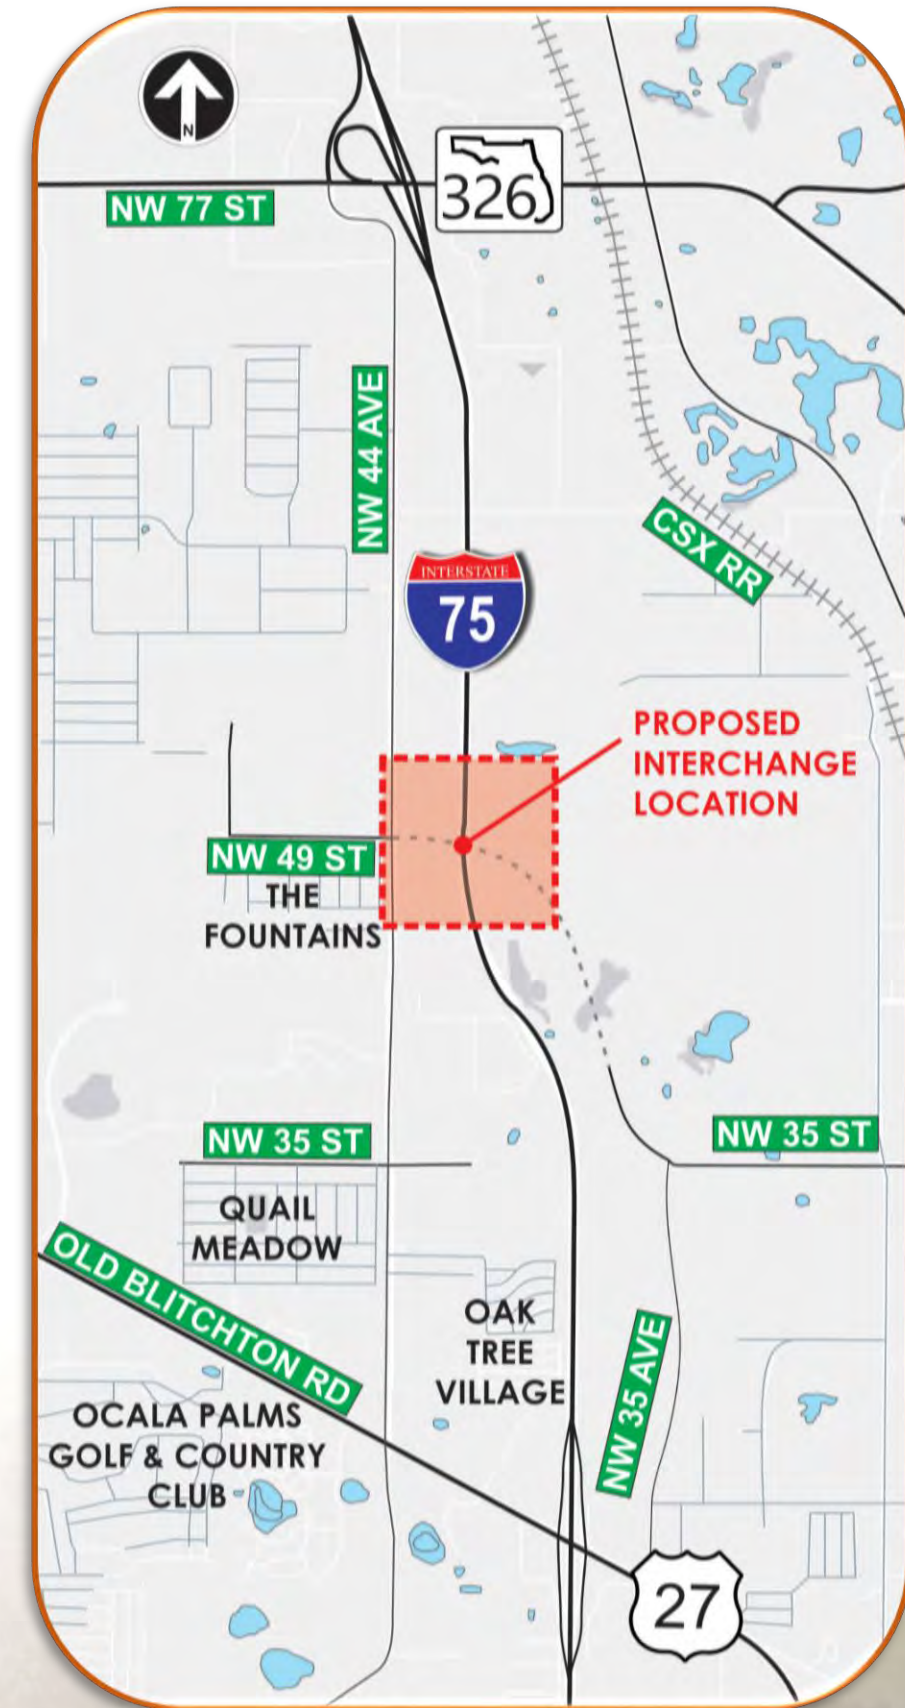 N
326
NW 77 ST
NW 44 AVE
INTERSTATE
75
CSX RR
PROPOSED
INTERCHANGE
LOCATION
NW 49 ST
THE
FOUNTAINS
NW 35 ST
NW 35 ST
QUAIL
MEADOW
OLD BLITCHTON RD
OAK
TREE
VILLAGE
NW 35 AVE
OCALA PALMS
GOLF & COUNTRY
CLUB
27